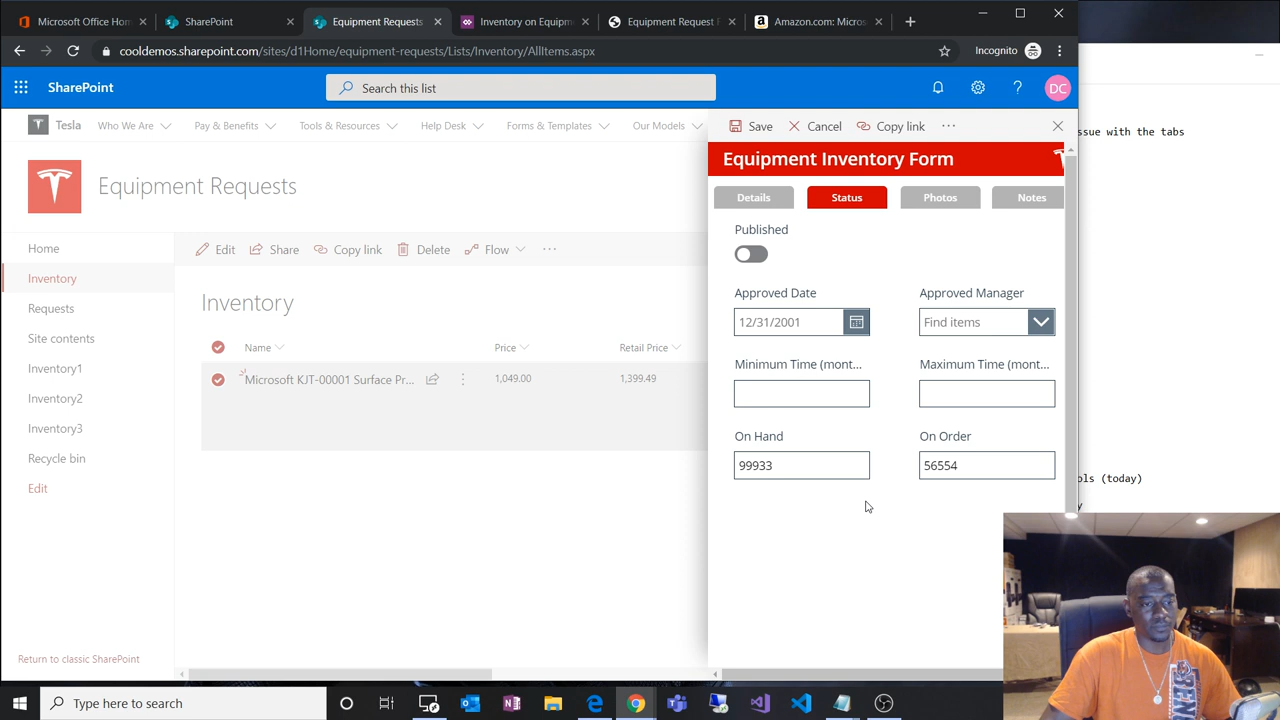 Microsoft Office Home
SharePoint
Equipment Requests
Inventory on Equipm
Equipment Request F
Amazon.com: Micros
cooldemos.sharepoint.com/sites/d1Home/equipment-requests/Lists/Inventory/AllItems.aspx
Incognito
SharePoint
Search this list
DC
Tesla
Who We Are
Pay & Benefits
Tools & Resources
Help Desk
Forms & Templates
Our Models
Save
Cancel
Copy link
ssue with the tabs
Equipment Inventory Form
Equipment Requests
Details
Status
Photos
Notes
Published
Home
Edit
Share
Copy link
Delete
Flow
Inventory
Requests
Site contents
Inventory1
Inventory2
Inventory3
Recycle bin
Edit
Inventory
Name
Price
Retail Price
Microsoft KJT-00001 Surface Pr...
1,049.00
1,399.49
Approved Date
Approved Manager
12/31/2001
Find items
Minimum Time (mont...
Maximum Time (mont...
On Hand
On Order
99933
56554
ols (today)
y
Return to classic SharePoint
Type here to search